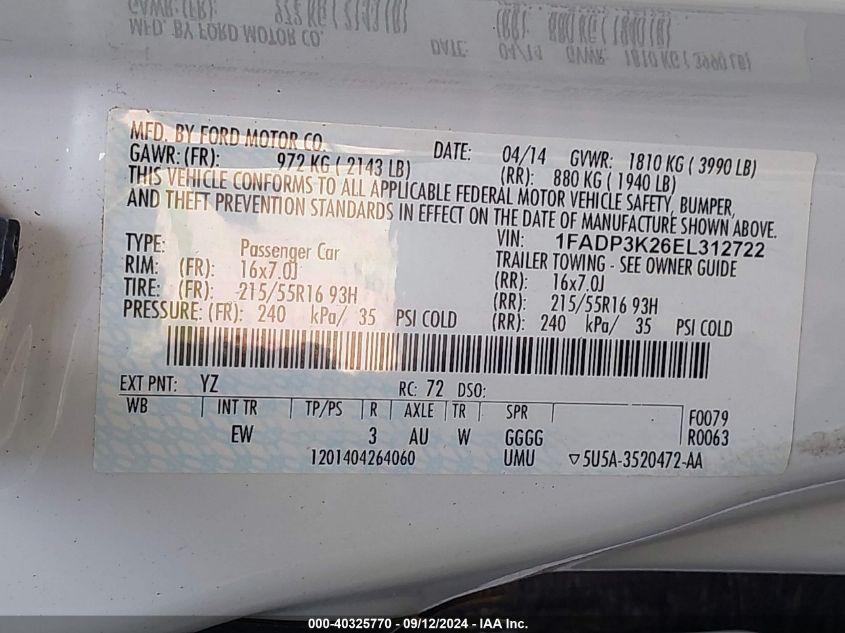 MFD. BY FORD MOTOR CO. DATE: 04/14 GVWR: 1810 KG ( 3990 LB)
GAWR: (FR): 972 KG ( 2143 LB) (RR): 880 KG ( 1940 LB)
THIS VEHICLE CONFORMS TO ALL APPLICABLE FEDERAL MOTOR VEHICLE SAFETY, BUMPER,
AND THEFT PREVENTION STANDARDS IN EFFECT ON THE DATE OF MANUFACTURE SHOWN ABOVE.
VIN: 1FADP3K26EL312722
TYPE: Passenger Car TRAILER TOWING - SEE OWNER GUIDE
RIM: (FR): 16x7.0J (RR): 16x7.0J
TIRE: (FR): 215/55R16 93H (RR): 215/55R16 93H
PRESSURE: (FR): 240 kPa/ 35 PSI COLD (RR): 240 kPa/ 35 PSI COLD
EXT PNT: YZ RC: 72 DSO:
WB INT TR TP/PS R AXLE TR SPR F0079
EW 3 AU W GGGG R0063
1201404264060 UMU ▽5U5A-3520472-AA
000-40325770 - 09/12/2024 - IAA Inc.